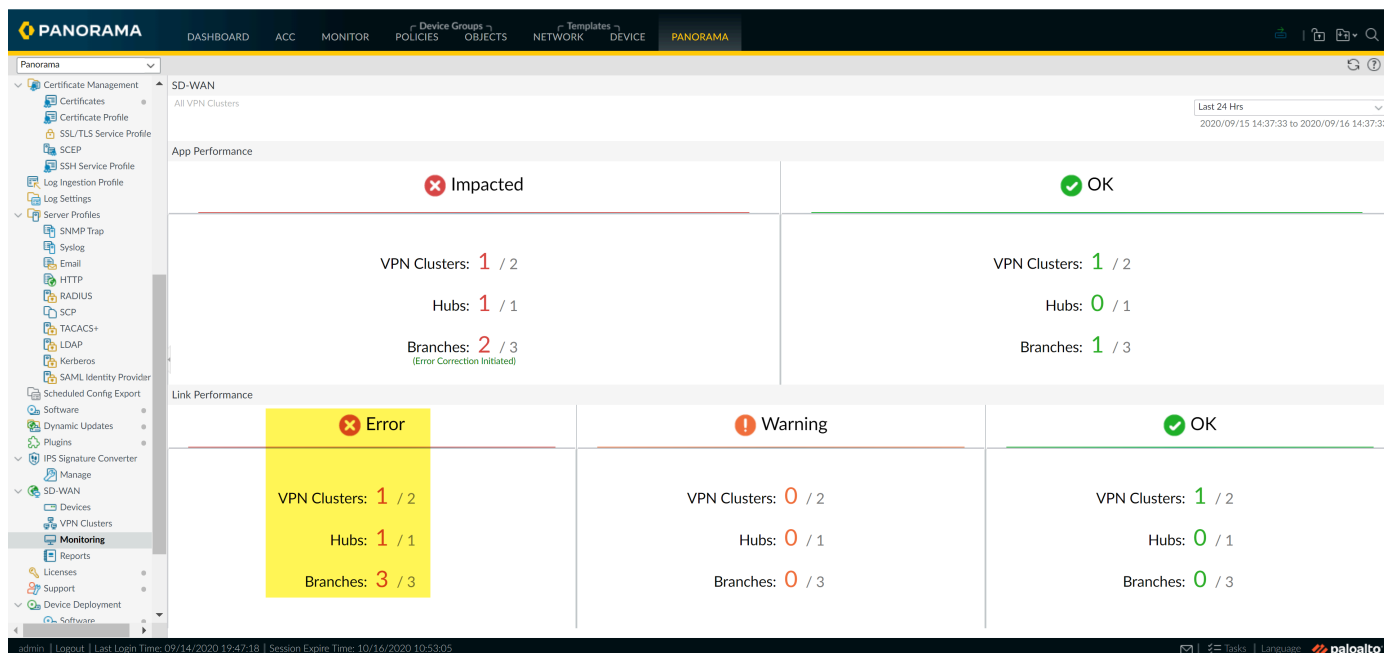 PANORAMA
Device Groups
Templates
DASHBOARD ACC MONITOR POLICIES OBJECTS NETWORK DEVICE PANORAMA
Panorama
Certificate Management
Certificates
Certificate Profile
SSL/TLS Service Profile
SCEP
SSH Service Profile
Log Ingestion Profile
Log Settings
Server Profiles
SNMP Trap
Syslog
Email
HTTP
RADIUS
SCP
TACACS+
LDAP
Kerberos
SAML Identity Provider
Scheduled Config Export
Software
Dynamic Updates
Plugins
IPS Signature Converter
Manage
SD-WAN
Devices
VPN Clusters
Monitoring
Reports
Licenses
Support
Device Deployment
Software
SD-WAN
All VPN Clusters
Last 24 Hrs
2020/09/15 14:37:33 to 2020/09/16 14:37:33
App Performance
Impacted
VPN Clusters: 1 / 2
Hubs: 1 / 1
Branches: 2 / 3
(Error Correction Initiated)
OK
VPN Clusters: 1 / 2
Hubs: 0 / 1
Branches: 1 / 3
Link Performance
Error
VPN Clusters: 1 / 2
Hubs: 1 / 1
Branches: 3 / 3
Warning
VPN Clusters: 0 / 2
Hubs: 0 / 1
Branches: 0 / 3
OK
VPN Clusters: 1 / 2
Hubs: 0 / 1
Branches: 0 / 3
admin | Logout | Last Login Time: 09/14/2020 19:47:18 | Session Expire Time: 10/16/2020 10:53:05
Tasks | Language paloalto